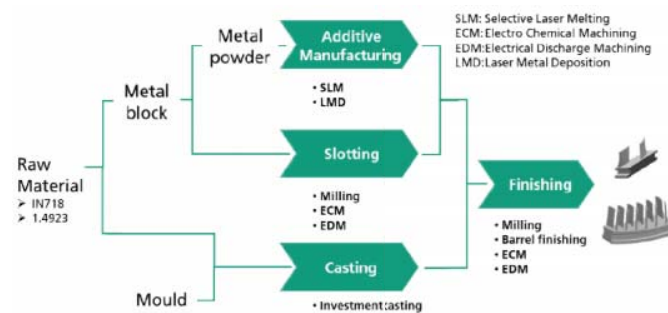 Metal
powder
Additive
Manufacturing
SLM: Selective Laser Melting
ECM: Electro Chemical Machining
EDM:Electrical Discharge Machining
LMD:Laser Metal Deposition
• SLM
• LMD
Metal
block
Slotting
• Milling
• ECM
• EDM
Raw
Material
➤ IN718
➤ 1.4923
Finishing
• Milling
• Barrel finishing
• ECM
• EDM
Casting
• Investment:asting
Mould